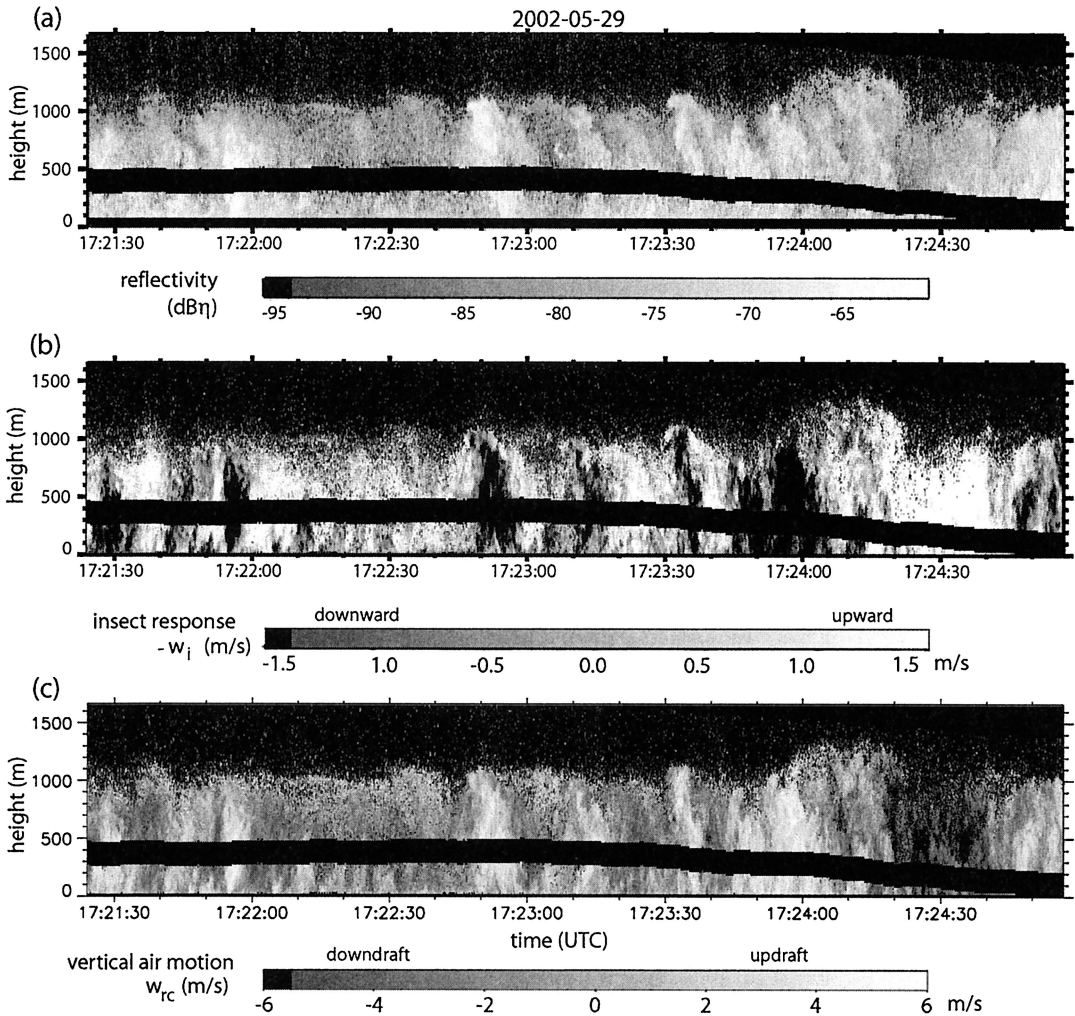 (a)
2002-05-29
1500
1000
500
0
height (m)
17:21:30 17:22:00 17:22:30 17:23:00 17:23:30 17:24:00 17:24:30
reflectivity
(dBη)
-95 -90 -85 -80 -75 -70 -65
(b)
1500
1000
500
0
height (m)
17:21:30 17:22:00 17:22:30 17:23:00 17:23:30 17:24:00 17:24:30
insect response
- wi (m/s)
downward upward
-1.5 1.0 -0.5 0.0 0.5 1.0 1.5 m/s
(c)
1500
1000
500
0
height (m)
17:21:30 17:22:00 17:22:30 17:23:00 17:23:30 17:24:00 17:24:30
time (UTC)
vertical air motion
wrc (m/s)
downdraft updraft
-6 -4 -2 0 2 4 6 m/s